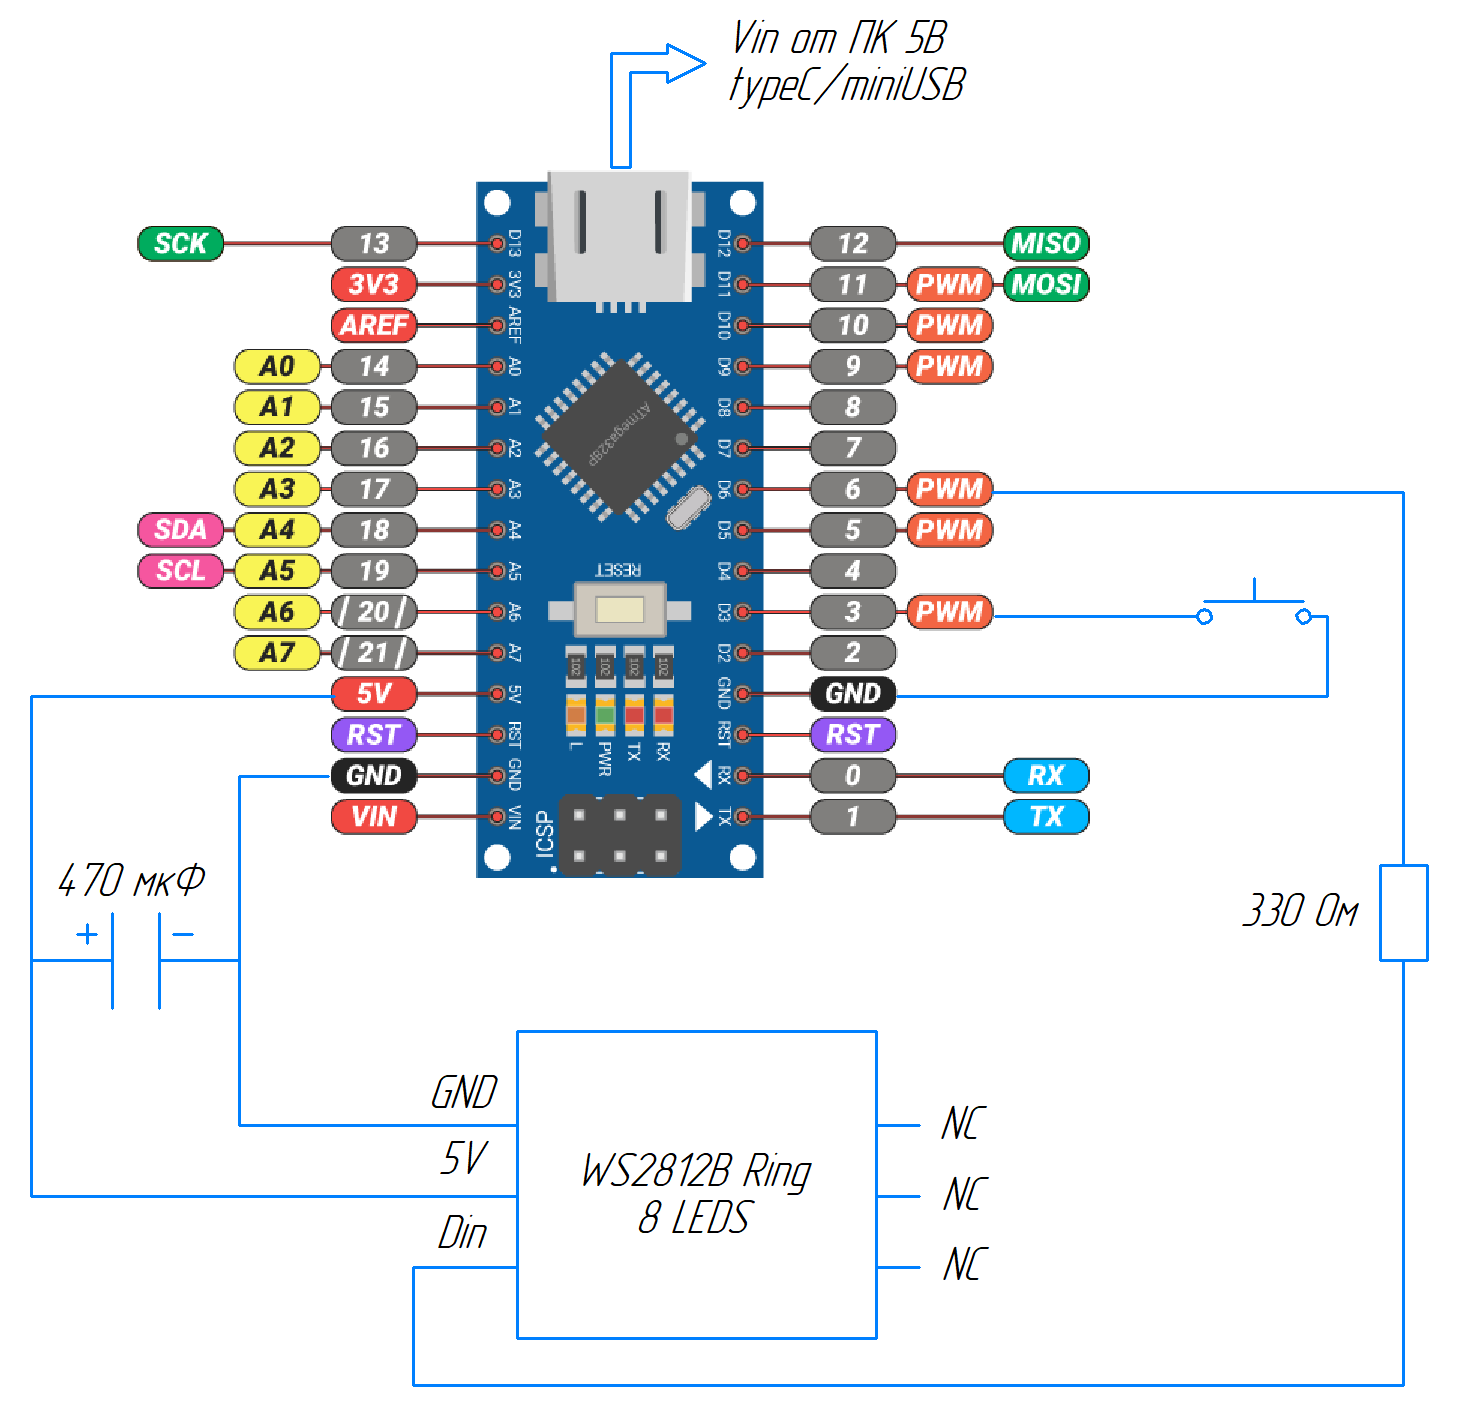 Vin от ПК 5В
typeC/miniUSB
SCK 13 D13 D12 12 MISO
3V3 3V3 D11 11 PWM MOSI
AREF AREF D10 10 PWM
A0 14 A0 D9 9 PWM
A1 15 A1 D8 8
A2 16 A2 D7 7
A3 17 A3 D6 6 PWM
SDA A4 18 A4 D5 5 PWM
SCL A5 19 A5 D4 4
A6 /20/ A6 D3 3 PWM
A7 /21/ A7 D2 2
5V 5V GND GND
RST RST RST RST
GND GND RX 0 RX
VIN VIN TX 1 TX
ATmega328P
RESET
102 102 102 102
L PWR TX RX
ICSP
470 мкФ
+ −
330 Ом
GND
5V
Din
WS2812B Ring
8 LEDS
NC
NC
NC